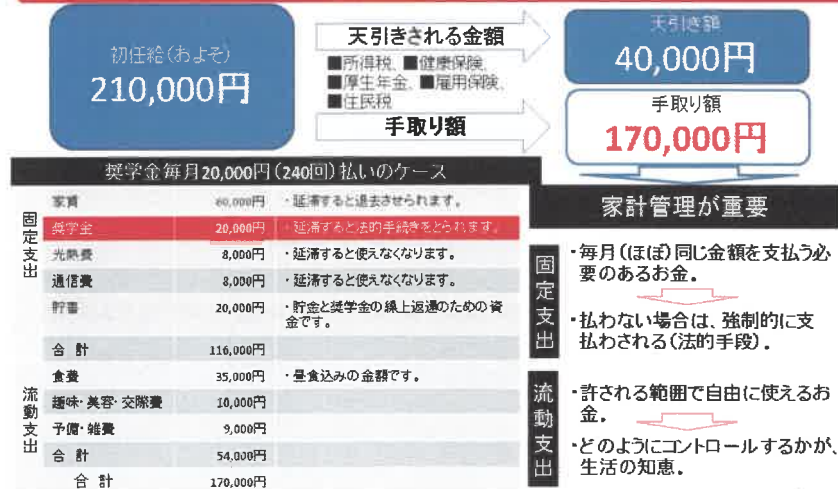 初任給(およそ)
210,000円
天引きされる金額
■所得税、■健康保険、
■厚生年金、■雇用保険、
■住民税
手取り額
天引き額
40,000円
手取り額
170,000円
奨学金毎月20,000円(240回)払いのケース
家計管理が重要
固定支出
家賃 60,000円 ・延滞すると退去させられます。
奨学金 20,000円 ・延滞すると法的手続きをとられます。
光熱費 8,000円 ・延滞すると使えなくなります。
通信費 8,000円 ・延滞すると使えなくなります。
貯蓄 20,000円 ・貯金と奨学金の繰上返還のための資
金です。
合計 116,000円
流動支出
食費 35,000円 ・昼食込みの金額です。
趣味・美容・交際費 10,000円
予備・雑費 9,000円
合計 54,000円
合計 170,000円
固定支出
・毎月(ほぼ)同じ金額を支払う必
要のあるお金。
・払わない場合は、強制的に支
払わされる(法的手段)．
流動支出
・許される範囲で自由に使えるお
金。
・どのようにコントロールするかが、
生活の知恵．